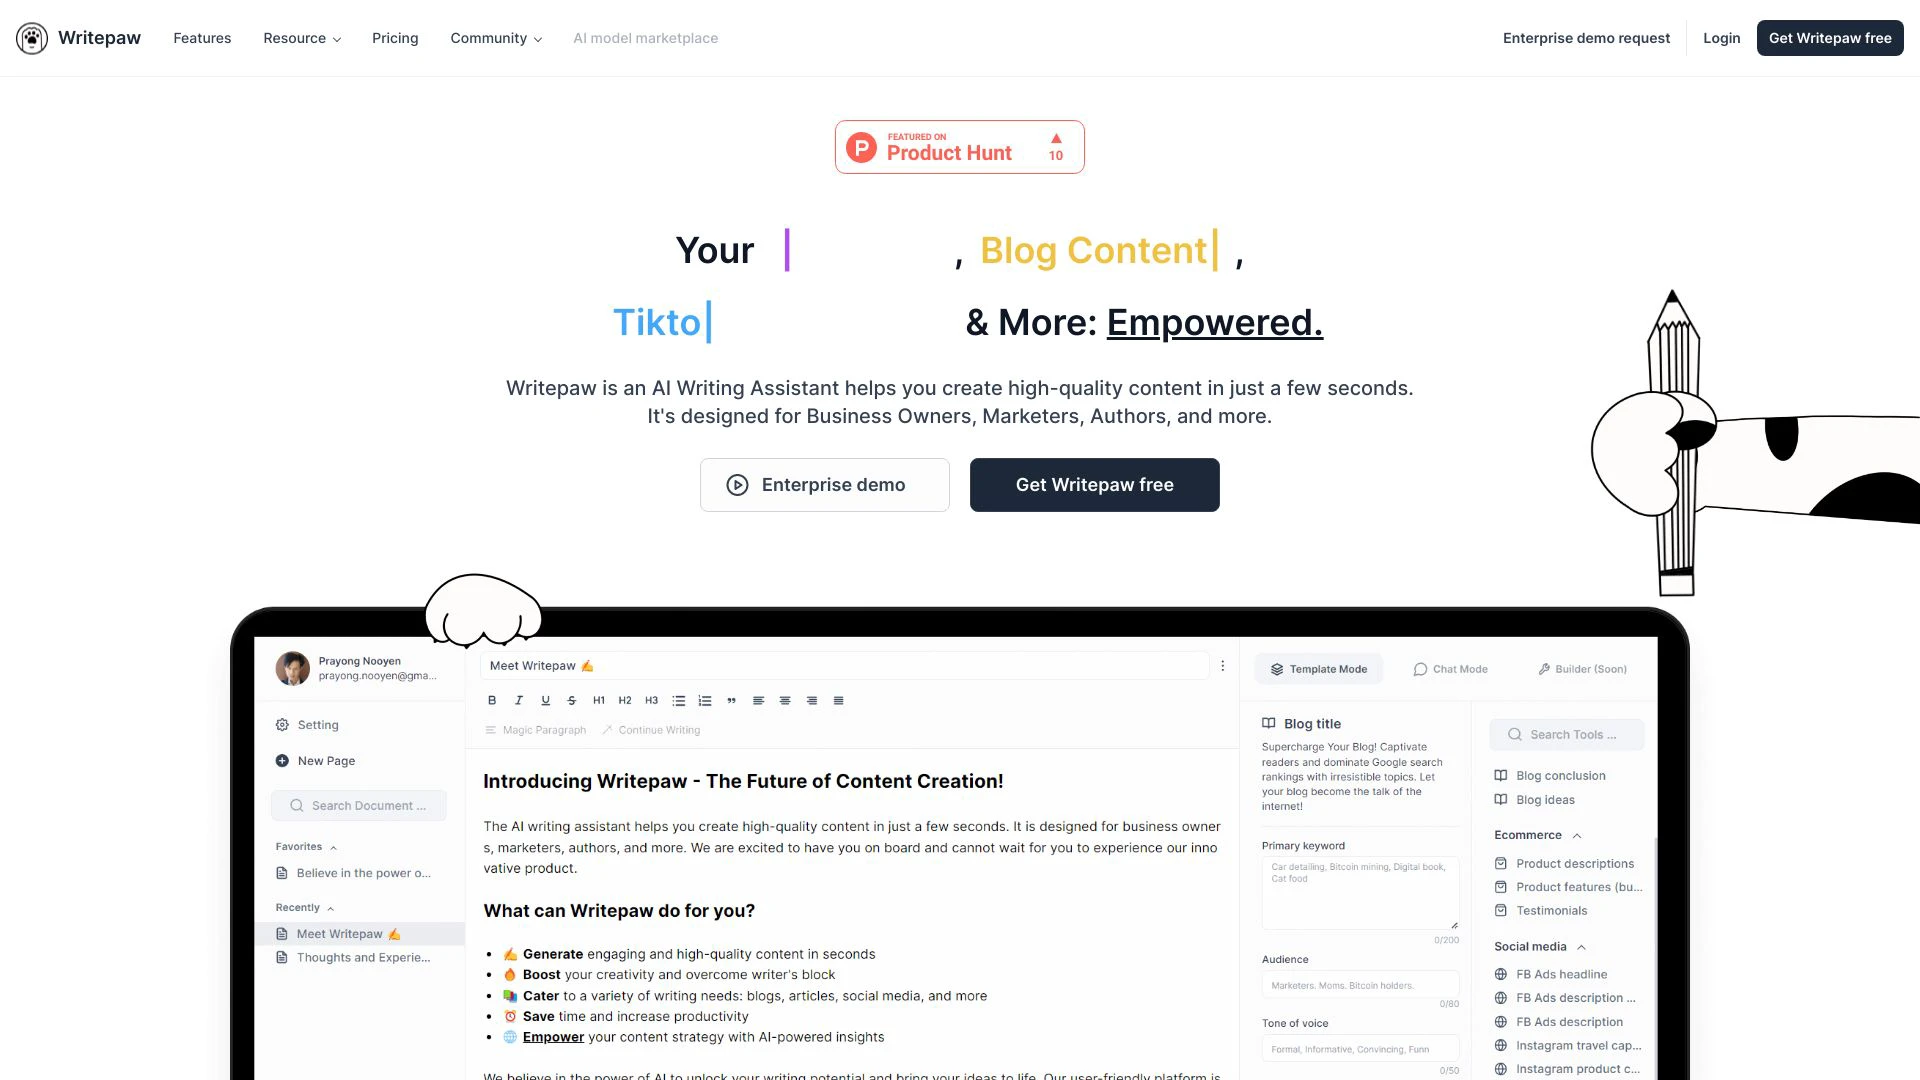 Writepaw
Features
Resource
Pricing
Community
AI model marketplace
Enterprise demo request
Login
Get Writepaw free
FEATURED ON
Product Hunt
10
Your , Blog Content ,
Tikto & More: Empowered.
Writepaw is an AI Writing Assistant helps you create high-quality content in just a few seconds.
It's designed for Business Owners, Marketers, Authors, and more.
Enterprise demo
Get Writepaw free
Prayong Nooyen
prayong.nooyen@gma...
Setting
New Page
Search Document ...
Favorites
Believe in the power o...
Recently
Meet Writepaw ✍️
Thoughts and Experie...
Meet Writepaw ✍️
B I U S H1 H2 H3
Magic Paragraph
Continue Writing
Introducing Writepaw - The Future of Content Creation!
The AI writing assistant helps you create high-quality content in just a few seconds. It is designed for business owner
s, marketers, authors, and more. We are excited to have you on board and cannot wait for you to experience our inno
vative product.
What can Writepaw do for you?
• ✍️ Generate engaging and high-quality content in seconds
• 🔥 Boost your creativity and overcome writer's block
• 📚 Cater to a variety of writing needs: blogs, articles, social media, and more
• ⏰ Save time and increase productivity
• 🌐 Empower your content strategy with AI-powered insights
We believe in the power of AI to unlock your writing potential and bring your ideas to life. Our user-friendly platform is
Template Mode
Chat Mode
Builder (Soon)
Blog title
Supercharge Your Blog! Captivate
readers and dominate Google search
rankings with irresistible topics. Let
your blog become the talk of the
internet!
Primary keyword
Car detailing, Bitcoin mining, Digital book,
Cat food
0/200
Audience
Marketers. Moms. Bitcoin holders.
0/80
Tone of voice
Formal, Informative, Convincing, Funn
0/50
Search Tools ...
Blog conclusion
Blog ideas
Ecommerce
Product descriptions
Product features (bu...
Testimonials
Social media
FB Ads headline
FB Ads description ...
FB Ads description
Instagram travel cap...
Instagram product c...